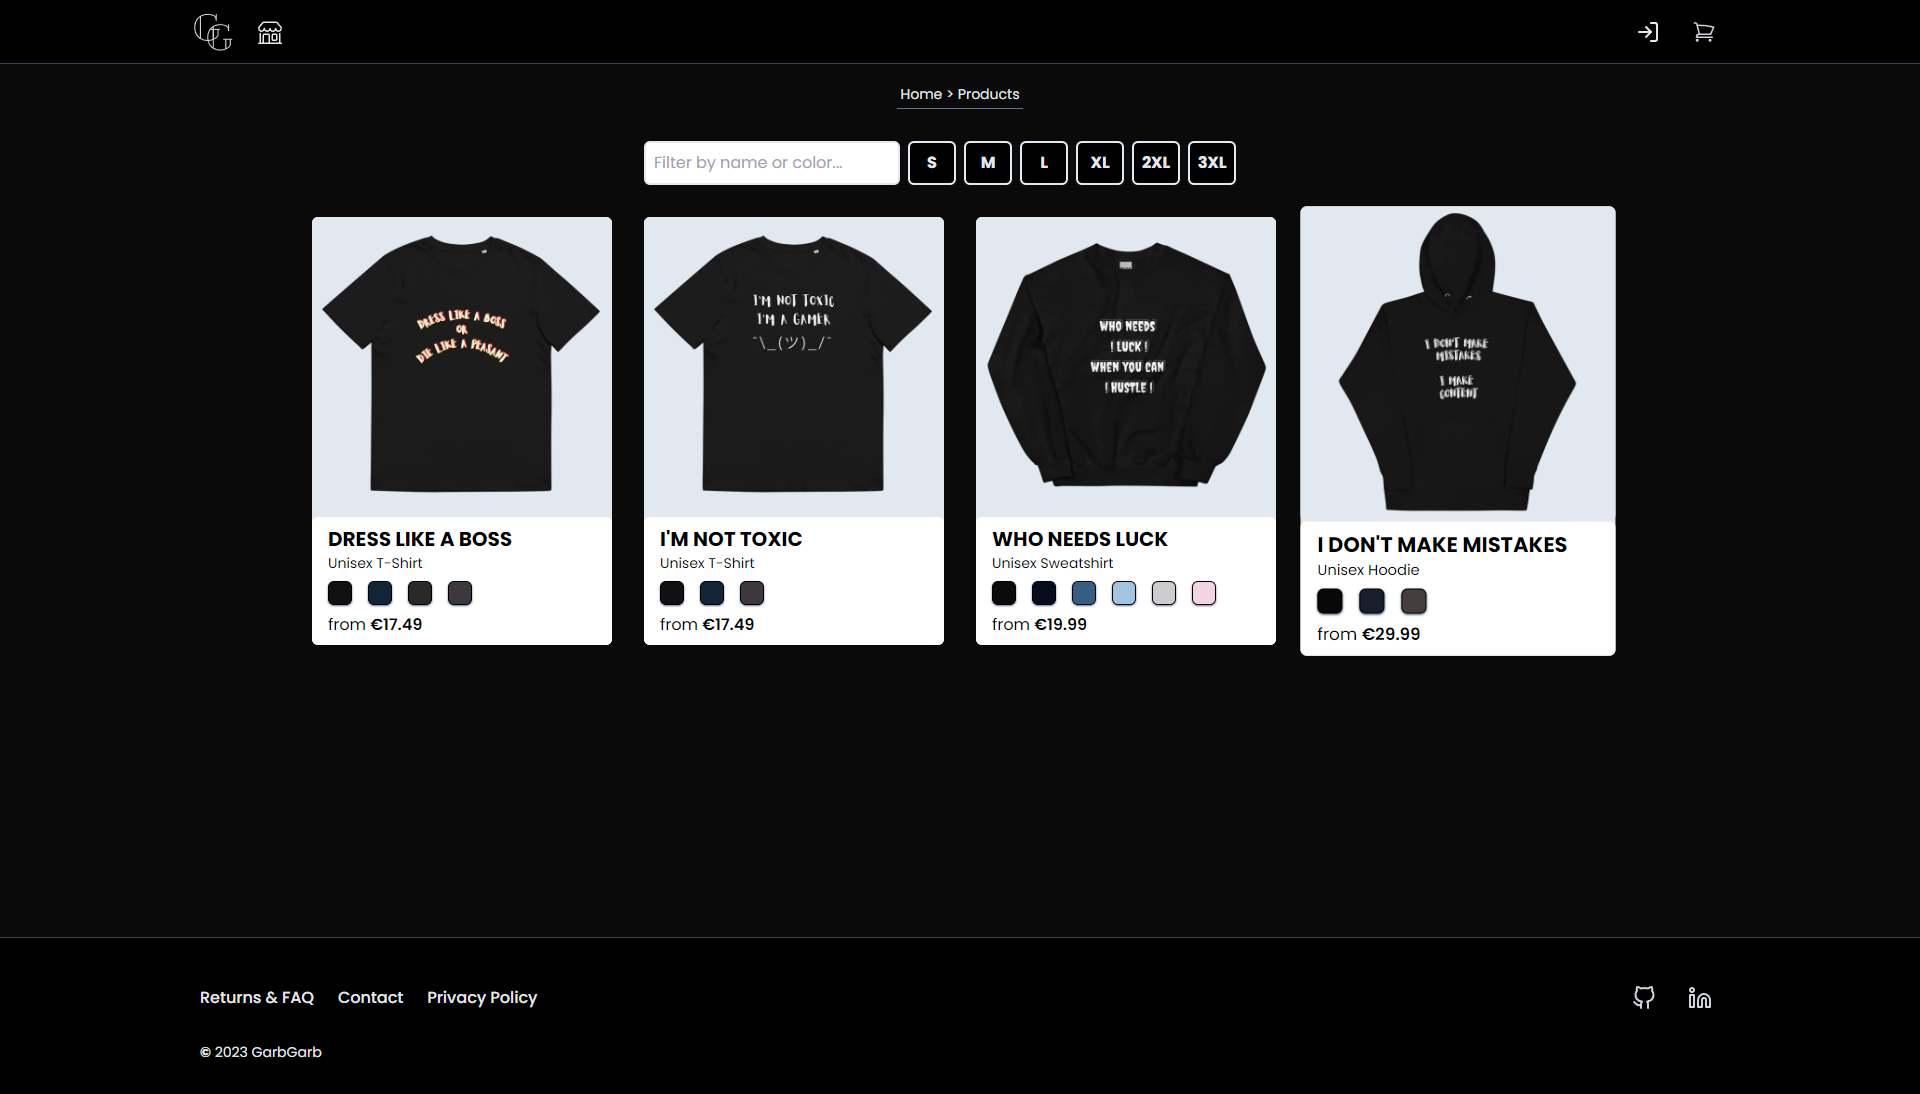 GG
Home > Products
Filter by name or color...
S
M
L
XL
2XL
3XL
DRESS LIKE A BOSS
OR
DIE LIKE A PEASANT
I'M NOT TOXIC
I'M A GAMER
¯\_(ツ)_/¯
WHO NEEDS
! LUCK !
WHEN YOU CAN
! HUSTLE !
I DON'T MAKE
MISTAKES
I MAKE
CONTENT
DRESS LIKE A BOSS
Unisex T-Shirt
from €17.49
I'M NOT TOXIC
Unisex T-Shirt
from €17.49
WHO NEEDS LUCK
Unisex Sweatshirt
from €19.99
I DON'T MAKE MISTAKES
Unisex Hoodie
from €29.99
Returns & FAQ
Contact
Privacy Policy
in
© 2023 GarbGarb